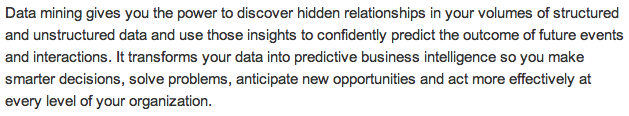 Data mining gives you the power to discover hidden relationships in your volumes of structured
and unstructured data and use those insights to confidently predict the outcome of future events
and interactions. It transforms your data into predictive business intelligence so you make
smarter decisions, solve problems, anticipate new opportunities and act more effectively at
every level of your organization.